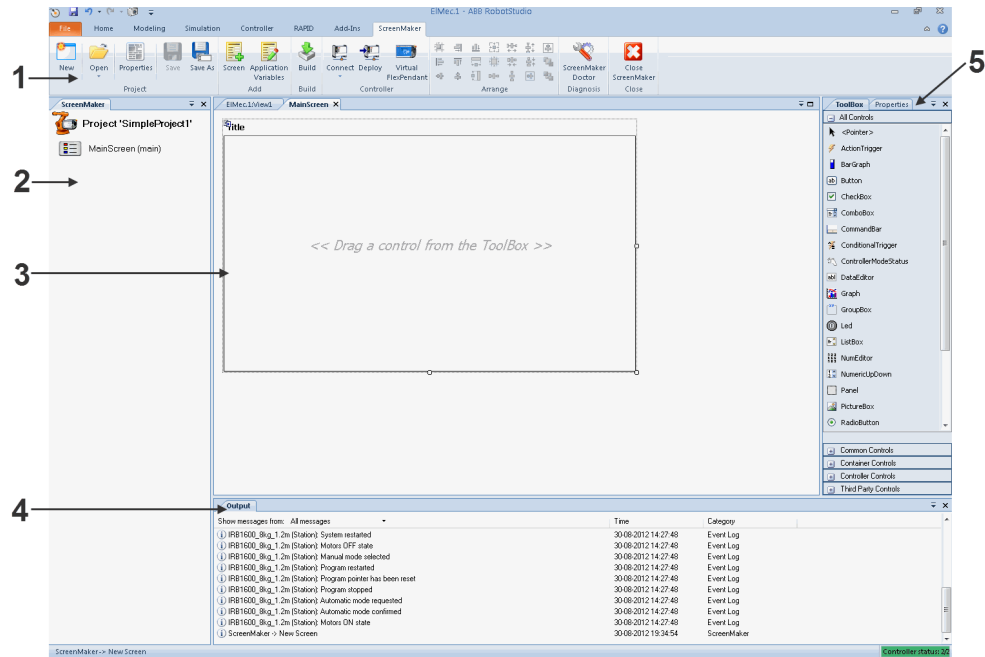 ElMec.1 - ABB RobotStudio
File Home Modeling Simulation Controller RAPID Add-Ins ScreenMaker
New Open Properties Save Save As Screen Application Variables Build Connect Deploy Virtual FlexPendant ScreenMaker Doctor Close ScreenMaker
Project Add Build Controller Arrange Diagnosis Close
1
5
ScreenMaker
ElMec.1:View1 MainScreen
ToolBox Properties
Project 'SimpleProject1'
MainScreen (main)
2
Title
<< Drag a control from the ToolBox >>
3
All Controls
<Pointer>
ActionTrigger
BarGraph
Button
CheckBox
ComboBox
CommandBar
ConditionalTrigger
ControllerModeStatus
DataEditor
Graph
GroupBox
Led
ListBox
NumEditor
NumericUpDown
Panel
PictureBox
RadioButton
Common Controls
Container Controls
Controller Controls
Third Party Controls
4
Output
Show messages from: All messages Time Category
IRB1600_8kg_1.2m (Station): System restarted 30-08-2012 14:27:48 Event Log
IRB1600_8kg_1.2m (Station): Motors OFF state 30-08-2012 14:27:48 Event Log
IRB1600_8kg_1.2m (Station): Manual mode selected 30-08-2012 14:27:48 Event Log
IRB1600_8kg_1.2m (Station): Program restarted 30-08-2012 14:27:48 Event Log
IRB1600_8kg_1.2m (Station): Program pointer has been reset 30-08-2012 14:27:48 Event Log
IRB1600_8kg_1.2m (Station): Program stopped 30-08-2012 14:27:48 Event Log
IRB1600_8kg_1.2m (Station): Automatic mode requested 30-08-2012 14:27:48 Event Log
IRB1600_8kg_1.2m (Station): Automatic mode confirmed 30-08-2012 14:27:48 Event Log
IRB1600_8kg_1.2m (Station): Motors ON state 30-08-2012 14:27:48 Event Log
ScreenMaker -> New Screen 30-08-2012 19:34:54 ScreenMaker
ScreenMaker-> New Screen
Controller status: 2/2